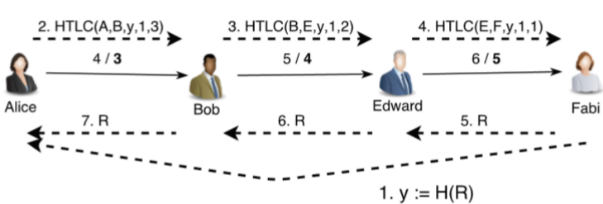 2. HTLC(A,B,y,1,3) 3. HTLC(B,E,y,1,2) 4. HTLC(E,F,y,1,1)
4 / 3 5 / 4 6 / 5
Alice Bob Edward Fabi
7. R 6. R 5. R
1. y := H(R)